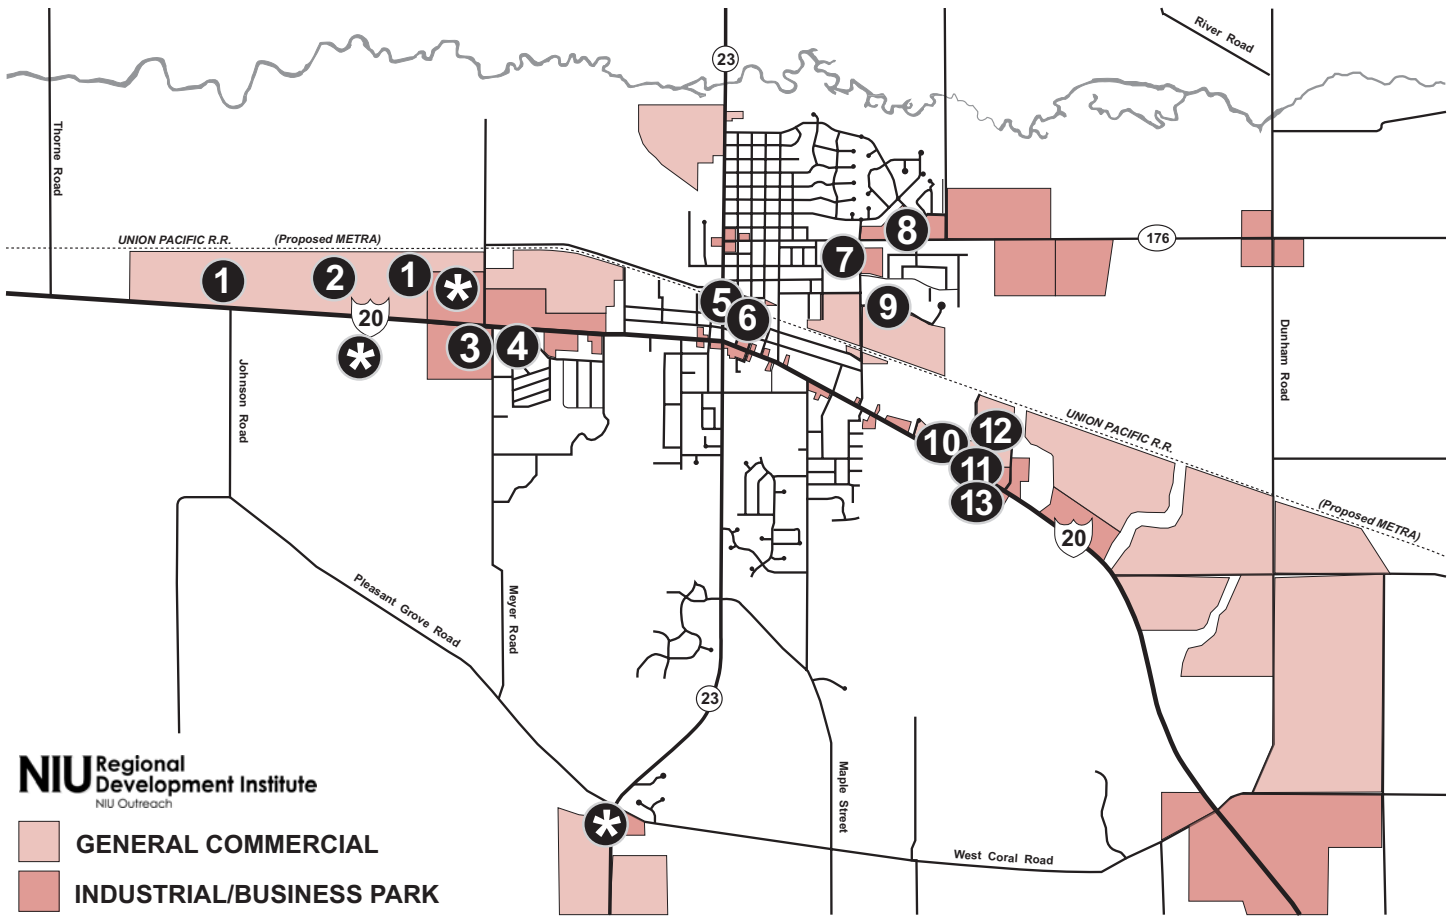 River Road
23
Thorne Road
UNION PACIFIC R.R.
(Proposed METRA)
176
8
7
1
2
1
*
5
6
9
20
3
4
*
Johnson Road
Dunham Road
UNION PACIFIC R.R.
10
12
11
13
(Proposed METRA)
20
Pleasant Grove Road
Meyer Road
23
Maple Street
*
West Coral Road
NIU Regional
Development Institute
NIU Outreach
GENERAL COMMERCIAL
INDUSTRIAL/BUSINESS PARK